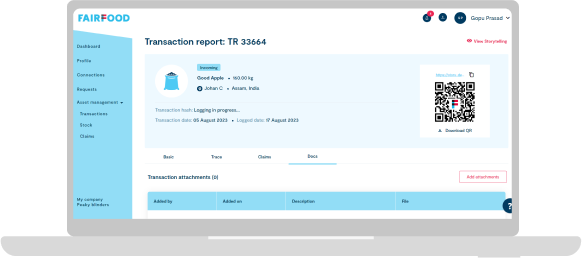 FAIRFOOD
GP
Gopu Prasad
Dashboard
Profile
Connections
Requests
Asset management
Transactions
Stock
Claims
My company
Peaky blinders
Transaction report: TR 33664
View Storytelling
Incoming
Good Apple • 160.00 kg
Johan C • Assam, India
Transaction hash: Logging in progress...
Transaction date: 05 August 2023 • Logged date: 17 August 2023
Download QR
Basic
Trace
Claims
Docs
Transaction attachments (0)
Add attachments
Added by
Added on
Description
File
?